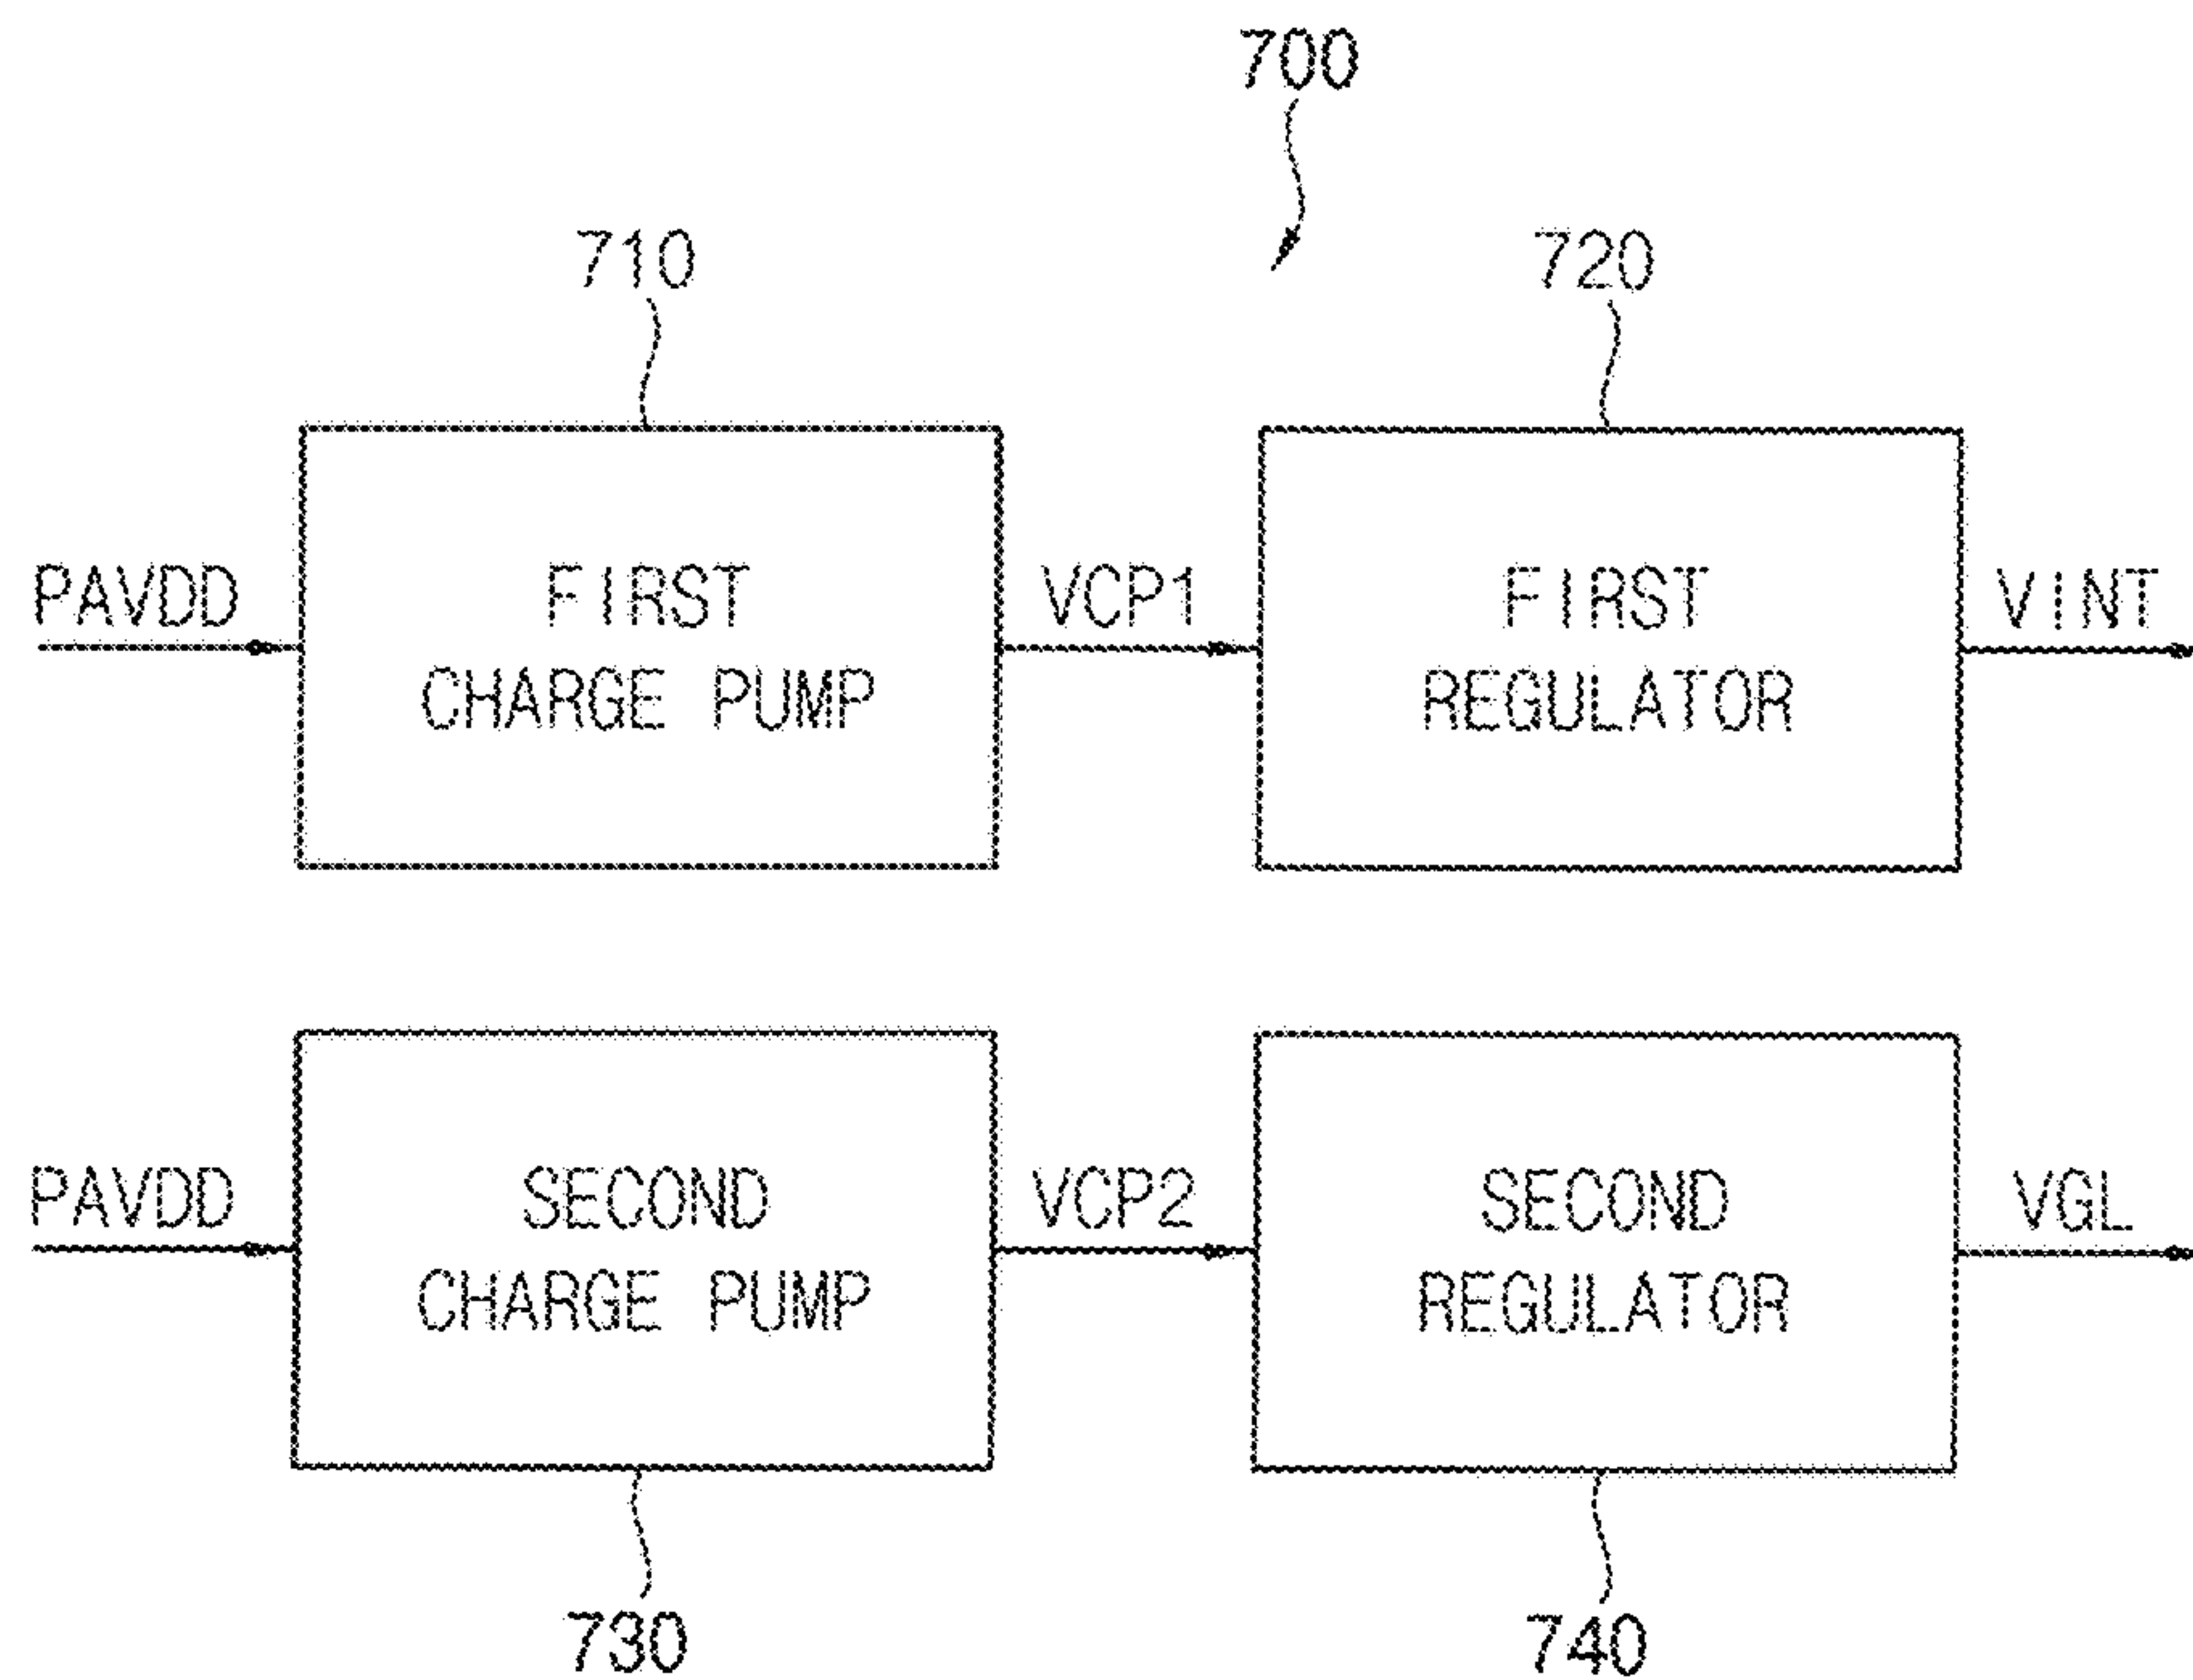 700
710
720
PAVDD
FIRST
CHARGE PUMP
VCP1
FIRST
REGULATOR
VINT
PAVDD
SECOND
CHARGE PUMP
VCP2
SECOND
REGULATOR
VGL
730
740